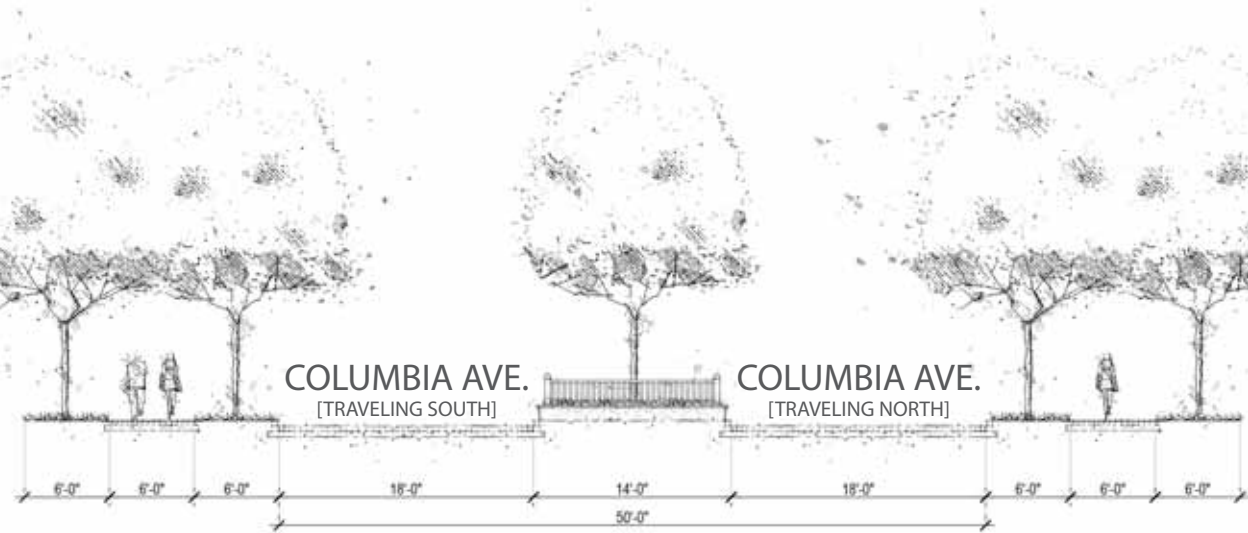 COLUMBIA AVE.
[TRAVELING SOUTH]
COLUMBIA AVE.
[TRAVELING NORTH]
6'-0" 6'-0" 6'-0" 18'-0" 14'-0" 18'-0" 6'-0" 6'-0" 6'-0"
50'-0"